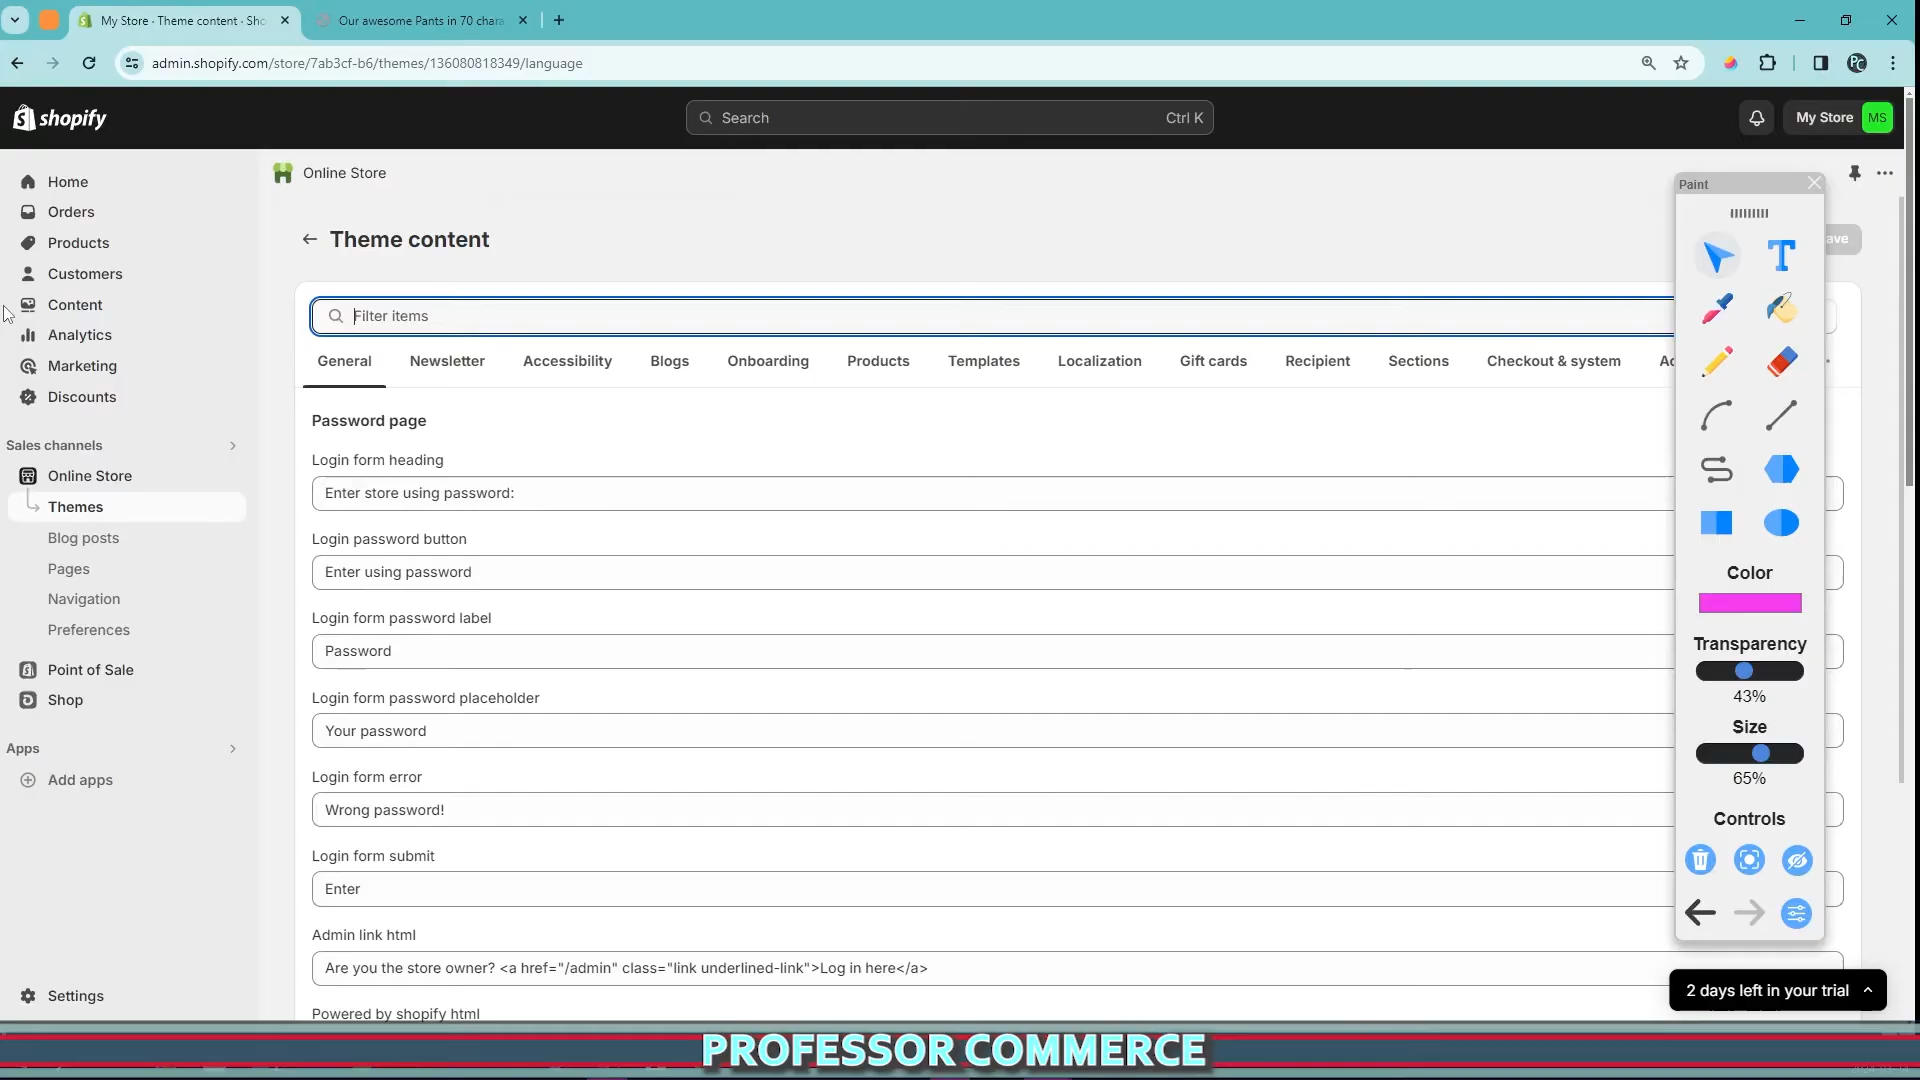 My Store · Theme content · Sho
Our awesome Pants in 70 chara
admin.shopify.com/store/7ab3cf-b6/themes/136080818349/language
shopify
Search
Ctrl K
My Store
MS
Home
Orders
Products
Customers
Content
Analytics
Marketing
Discounts
Sales channels
Online Store
Themes
Blog posts
Pages
Navigation
Preferences
Point of Sale
Shop
Apps
Add apps
Settings
Online Store
Theme content
Filter items
General
Newsletter
Accessibility
Blogs
Onboarding
Products
Templates
Localization
Gift cards
Recipient
Sections
Checkout & system
Password page
Login form heading
Enter store using password:
Login password button
Enter using password
Login form password label
Password
Login form password placeholder
Your password
Login form error
Wrong password!
Login form submit
Enter
Admin link html
Are you the store owner? <a href="/admin" class="link underlined-link">Log in here</a>
Powered by shopify html
Paint
T
Color
Transparency
43%
Size
65%
Controls
2 days left in your trial
PROFESSOR COMMERCE